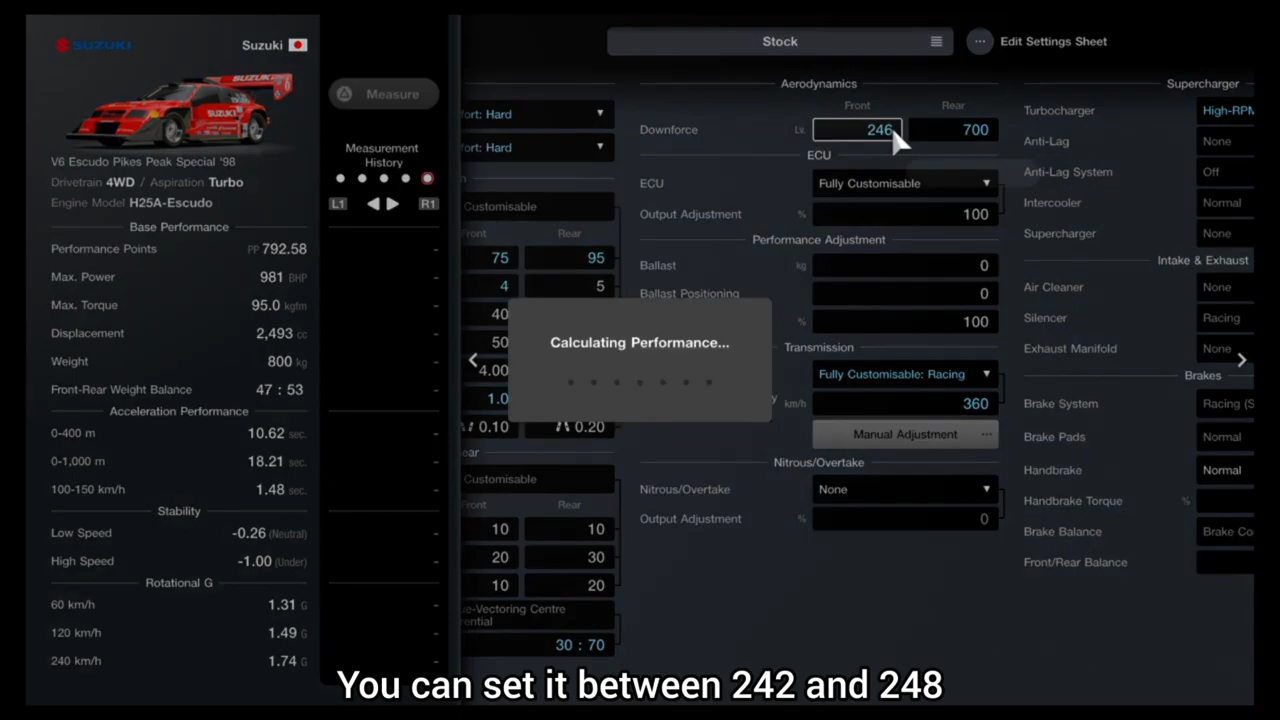 SUZUKI
Suzuki
V6 Escudo Pikes Peak Special '98
Drivetrain 4WD / Aspiration Turbo
Engine Model H25A-Escudo
Base Performance
Performance Points PP 792.58
Max. Power 981 BHP
Max. Torque 95.0 kgfm
Displacement 2,493 cc
Weight 800 kg
Front-Rear Weight Balance 47 : 53
Acceleration Performance
0-400 m 10.62 sec.
0-1,000 m 18.21 sec.
100-150 km/h 1.48 sec.
Stability
Low Speed -0.26 (Neutral)
High Speed -1.00 (Under)
Rotational G
60 km/h 1.31 G
120 km/h 1.49 G
240 km/h 1.74 G
Measure
Measurement
History
L1 R1
Stock
Edit Settings Sheet
ort: Hard
ort: Hard
Customisable
Front Rear
75 95
4 5
40
50
4.00
1.0
0.10 0.20
ear
Customisable
Front Rear
10 10
20 30
10 20
ue-Vectoring Centre
ential
30 : 70
Aerodynamics
Front Rear
Downforce Lv. 246 700
ECU
ECU Fully Customisable
Output Adjustment % 100
Performance Adjustment
Ballast kg 0
Ballast Positioning 0
% 100
Calculating Performance...
Transmission
Fully Customisable: Racing
y km/h 360
Manual Adjustment
Nitrous/Overtake
Nitrous/Overtake None
Output Adjustment % 0
Supercharger
Turbocharger High-RPM
Anti-Lag None
Anti-Lag System Off
Intercooler Normal
Supercharger None
Intake & Exhaust
Air Cleaner None
Silencer Racing
Exhaust Manifold None
Brakes
Brake System Racing (S
Brake Pads Normal
Handbrake Normal
Handbrake Torque %
Brake Balance Brake Co
Front/Rear Balance
You can set it between 242 and 248